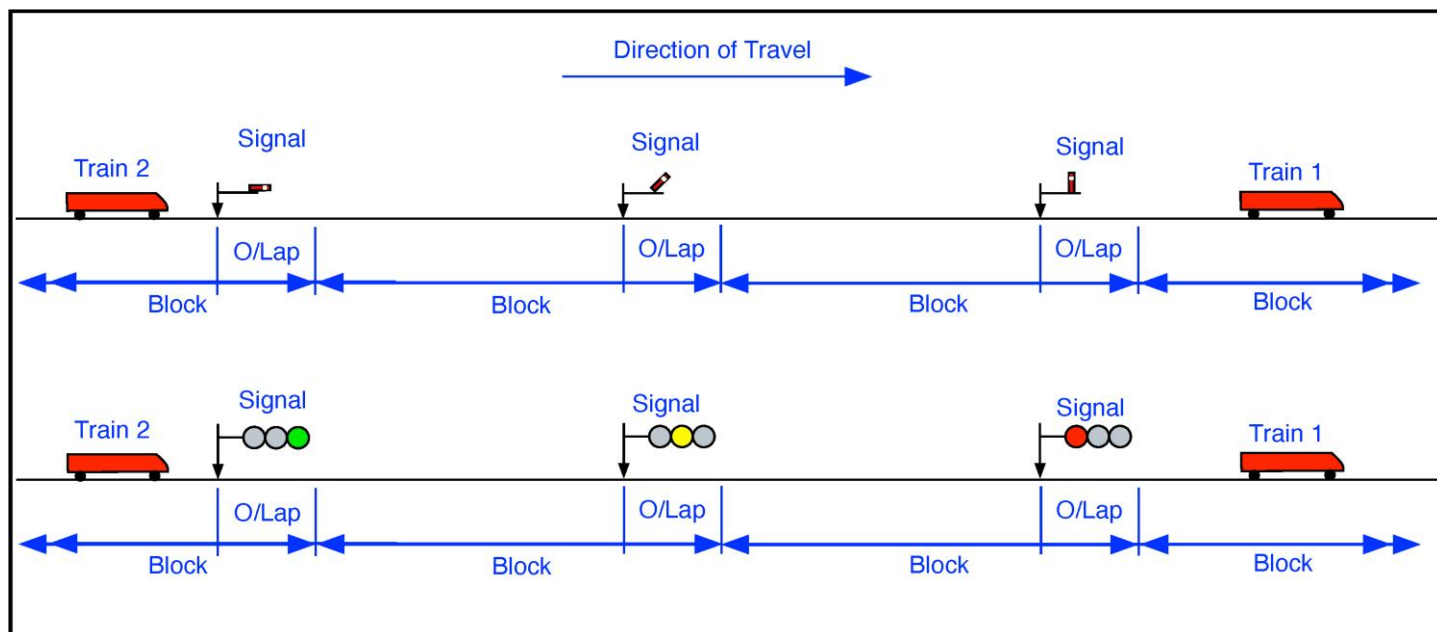 Direction of Travel
Signal
Signal
Signal
Train 2
Train 1
O/Lap
O/Lap
O/Lap
Block
Block
Block
Block
Signal
Signal
Signal
Train 2
Train 1
O/Lap
O/Lap
O/Lap
Block
Block
Block
Block